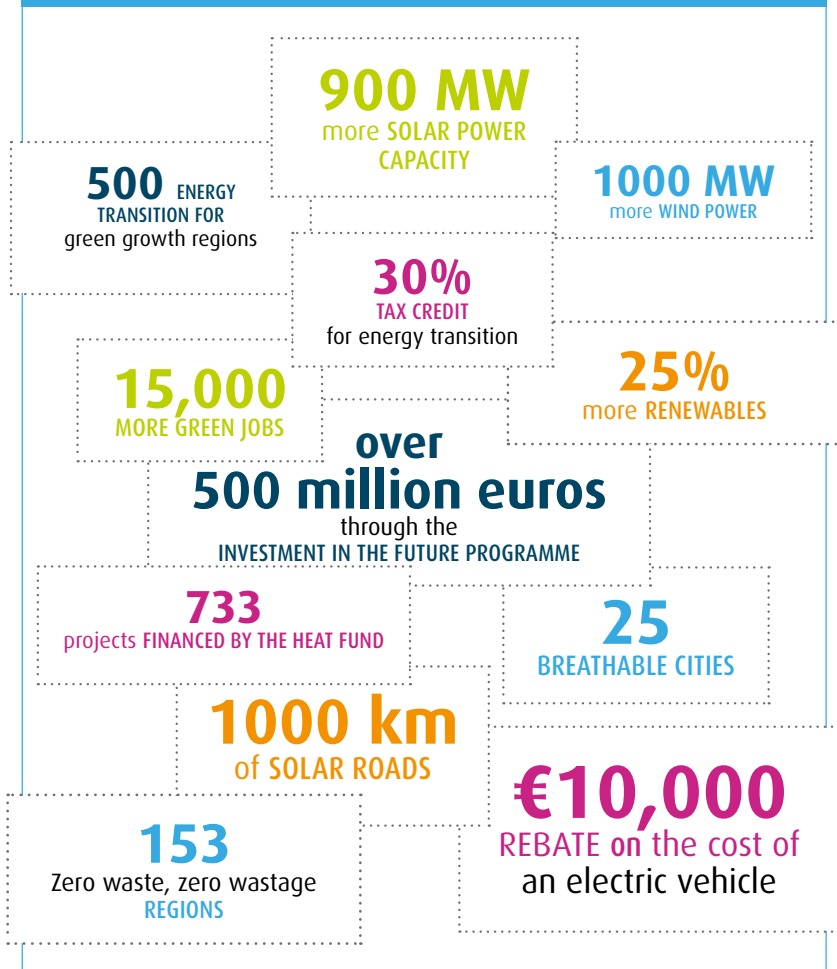 900 MW
more SOLAR POWER
CAPACITY
500 ENERGY
TRANSITION FOR
green growth regions
1000 MW
more WIND POWER
30%
TAX CREDIT
for energy transition
15,000
MORE GREEN JOBS
25%
more RENEWABLES
over
500 million euros
through the
INVESTMENT IN THE FUTURE PROGRAMME
733
projects FINANCED BY THE HEAT FUND
25
BREATHABLE CITIES
1000 km
of SOLAR ROADS
€10,000
REBATE on the cost of
an electric vehicle
153
Zero waste, zero wastage
REGIONS